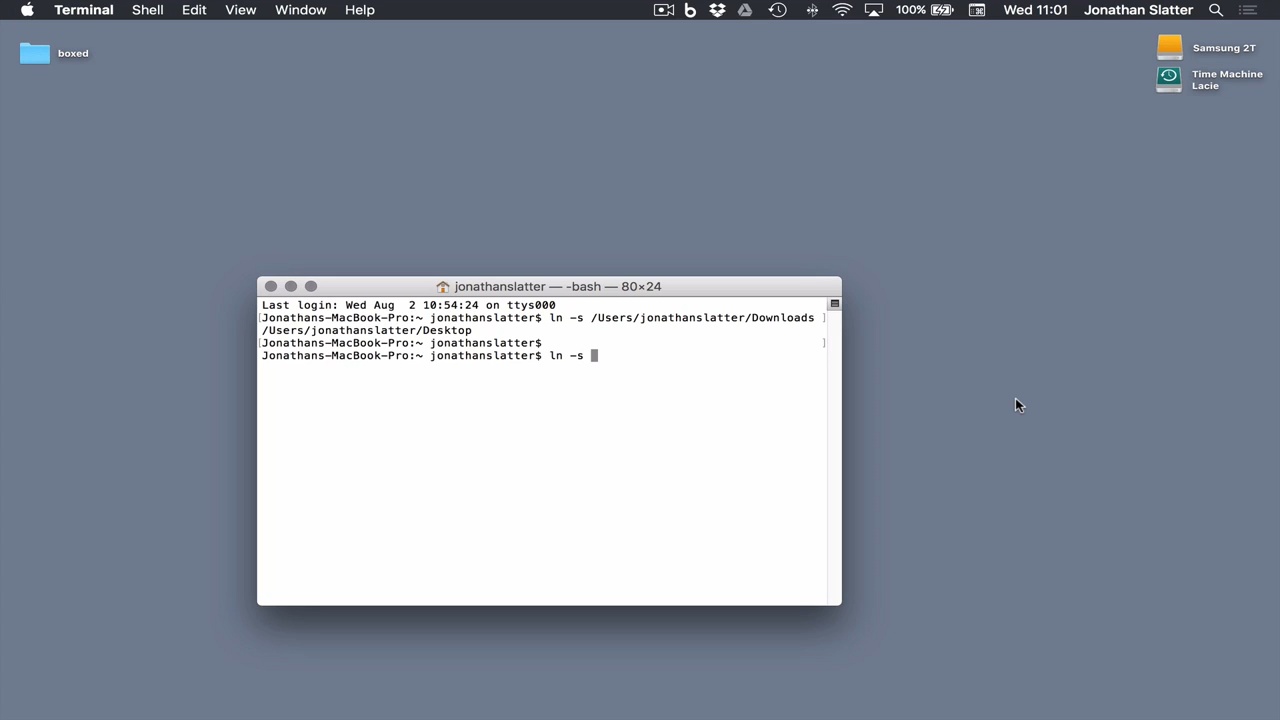 Terminal Shell Edit View Window Help 100% Wed 11:01 Jonathan Slatter
boxed
Samsung 2T
Time Machine
Lacie
jonathanslatter — -bash — 80×24
Last login: Wed Aug  2 10:54:24 on ttys000
[Jonathans-MacBook-Pro:~ jonathanslatter$ ln -s /Users/jonathanslatter/Downloads ]
/Users/jonathanslatter/Desktop
[Jonathans-MacBook-Pro:~ jonathanslatter$ ]
Jonathans-MacBook-Pro:~ jonathanslatter$ ln -s